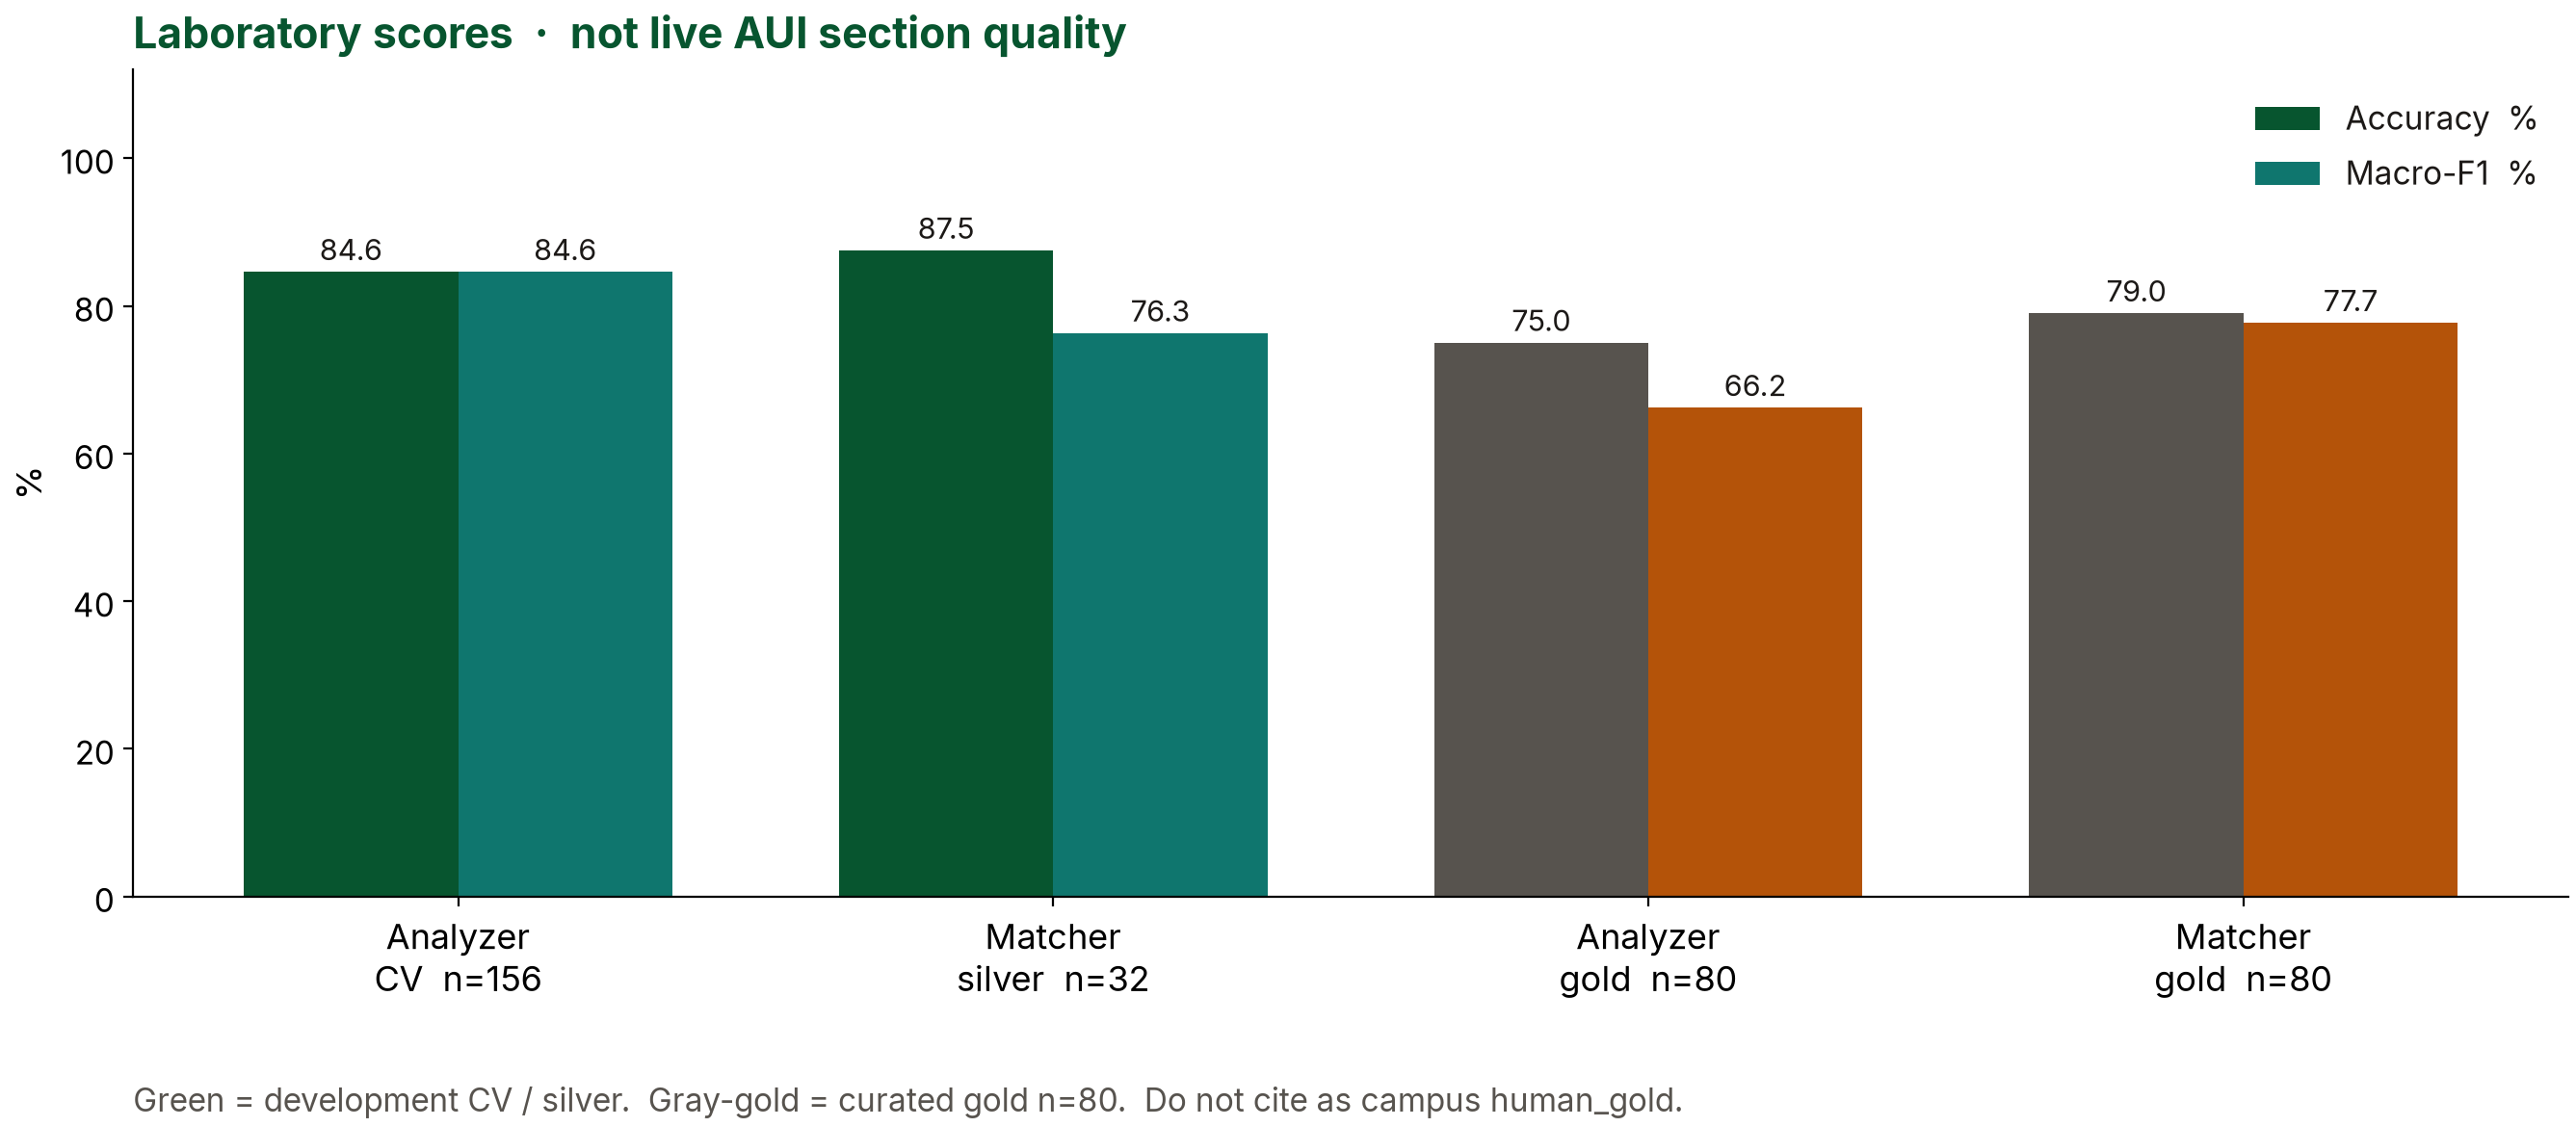 Laboratory scores · not live AUI section quality
Accuracy %
Macro-F1 %
%
100
80
60
40
20
0
84.6
84.6
87.5
76.3
75.0
66.2
79.0
77.7
Analyzer
CV n=156
Matcher
silver n=32
Analyzer
gold n=80
Matcher
gold n=80
Green = development CV / silver. Gray-gold = curated gold n=80. Do not cite as campus human_gold.